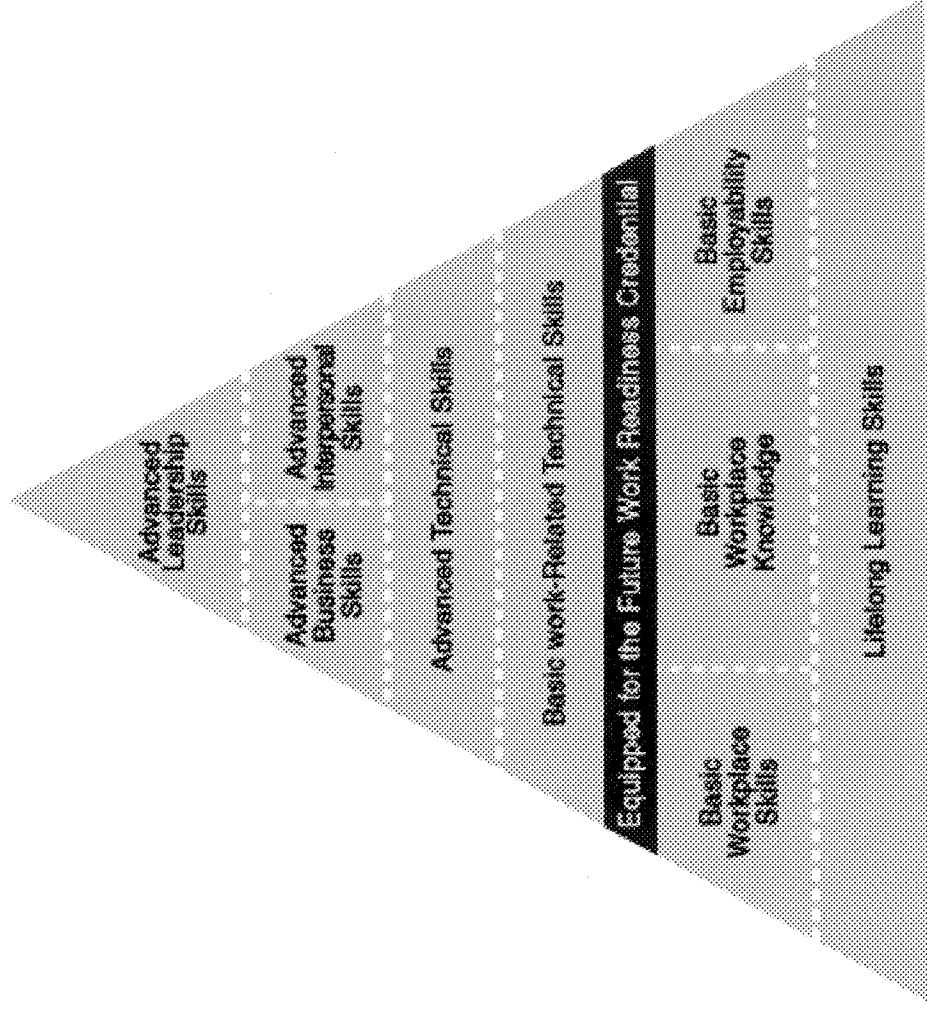 Advanced
Leadership
Skills
Advanced
Business
Skills
Advanced
Interpersonal
Skills
Advanced Technical Skills
Basic work-Related Technical Skills
Equipped for the Future Work Readiness Credential
Basic
Workplace
Skills
Basic
Workplace
Knowledge
Basic
Employability
Skills
Lifelong Learning Skills